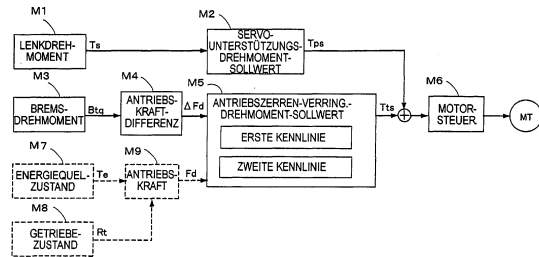 M1
LENKDREH-
MOMENT
Ts
M2
SERVO-
UNTERSTÜTZUNGS-
DREHMOMENT-
SOLLWERT
Tps
M3
BREMS-
DREHMOMENT
Btq
M4
ANTRIEBS-
KRAFT-
DIFFERENZ
ΔFd
M5
ANTRIEBSZERREN-VERRING.-
DREHMOMENT-SOLLWERT
ERSTE KENNLINIE
ZWEITE KENNLINIE
Tts
M6
MOTOR-
STEUER.
MT
M7
ENERGIEQUEL-
ZUSTAND
Te
M9
ANTRIEBS-
KRAFT
Fd
M8
GETRIEBE-
ZUSTAND
Rt